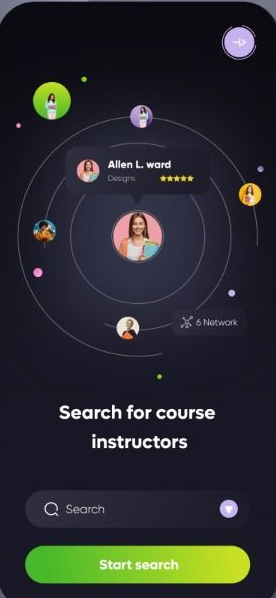 Allen L. ward
Designs
6 Network
Search for course
instructors
Search
Start search